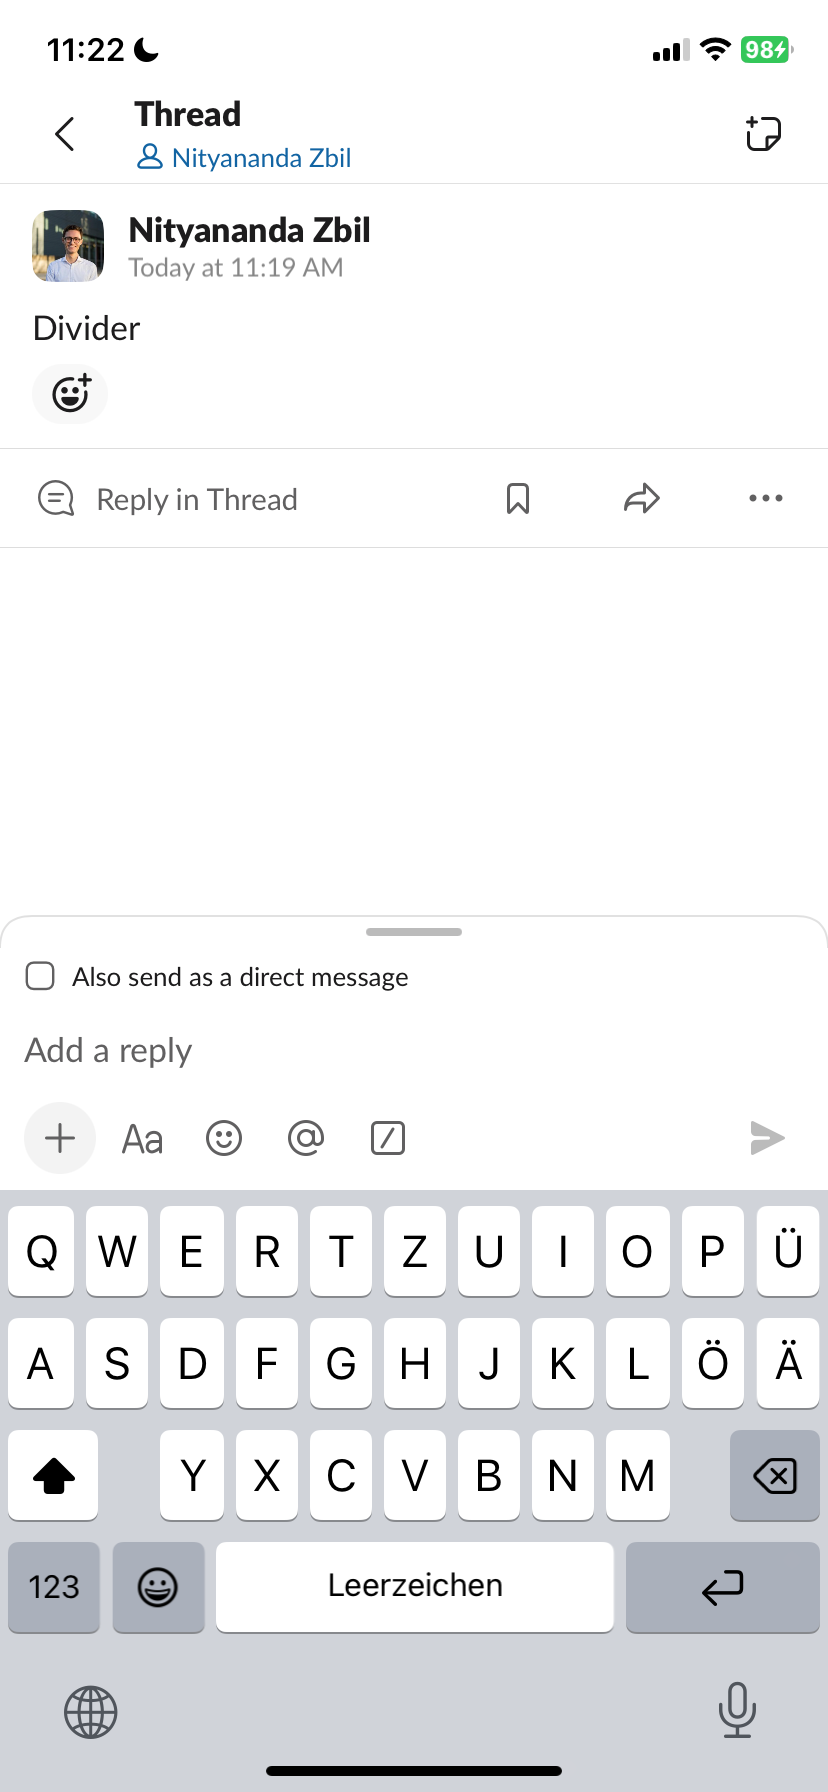 11:22
98
Thread
Nityananda Zbil
Nityananda Zbil
Today at 11:19 AM
Divider
Reply in Thread
Also send as a direct message
Add a reply
Aa @
Q W E R T Z U I O P Ü
A S D F G H J K L Ö Ä
Y X C V B N M
123 Leerzeichen